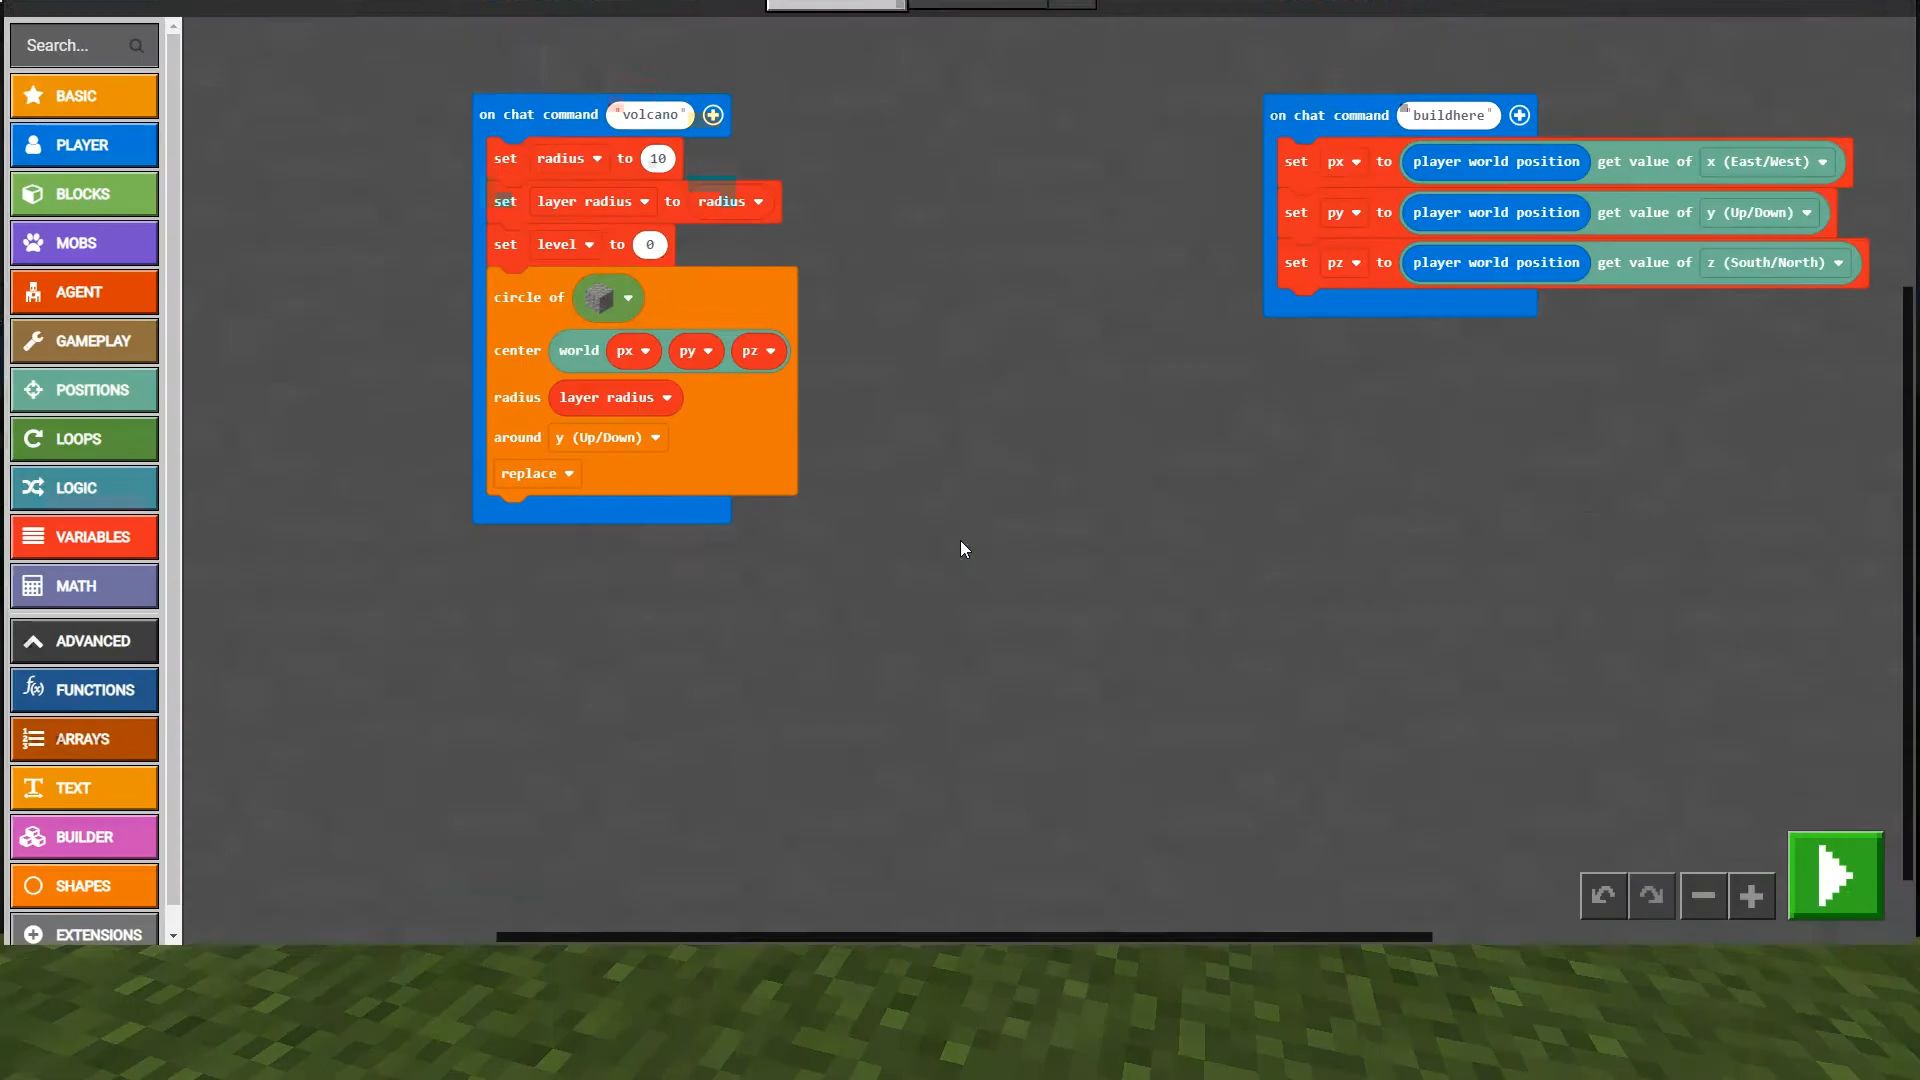 Search...
BASIC
PLAYER
BLOCKS
MOBS
AGENT
GAMEPLAY
POSITIONS
LOOPS
LOGIC
VARIABLES
MATH
ADVANCED
FUNCTIONS
ARRAYS
TEXT
BUILDER
SHAPES
EXTENSIONS
on chat command "volcano"
set radius to 10
set layer radius to radius
set level to 0
circle of
center world px py pz
radius layer radius
around y (Up/Down)
replace
on chat command "buildhere"
set px to player world position get value of x (East/West)
set py to player world position get value of y (Up/Down)
set pz to player world position get value of z (South/North)